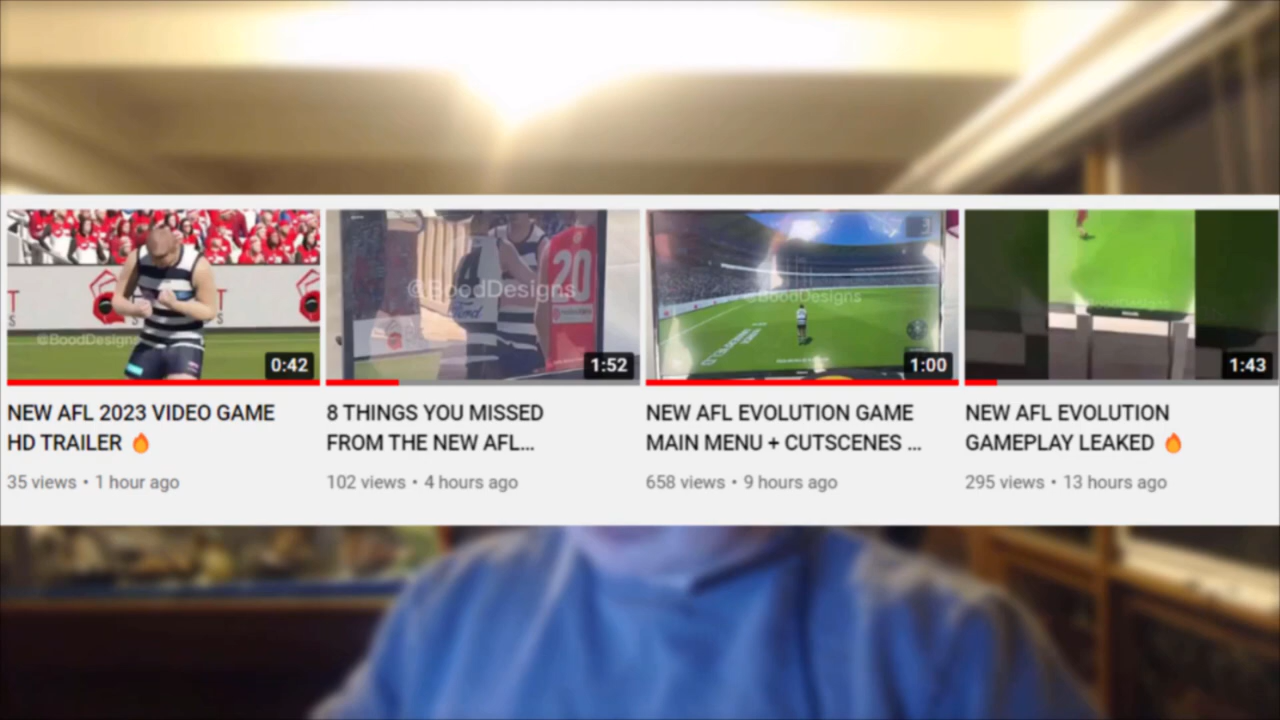 @BoodDesigns
0:42
@BoodDesigns
Ford
20
1:52
@BoodDesigns
1:00
1:43
NEW AFL 2023 VIDEO GAME
HD TRAILER 🔥
35 views • 1 hour ago
8 THINGS YOU MISSED
FROM THE NEW AFL...
102 views • 4 hours ago
NEW AFL EVOLUTION GAME
MAIN MENU + CUTSCENES ...
658 views • 9 hours ago
NEW AFL EVOLUTION
GAMEPLAY LEAKED 🔥
295 views • 13 hours ago